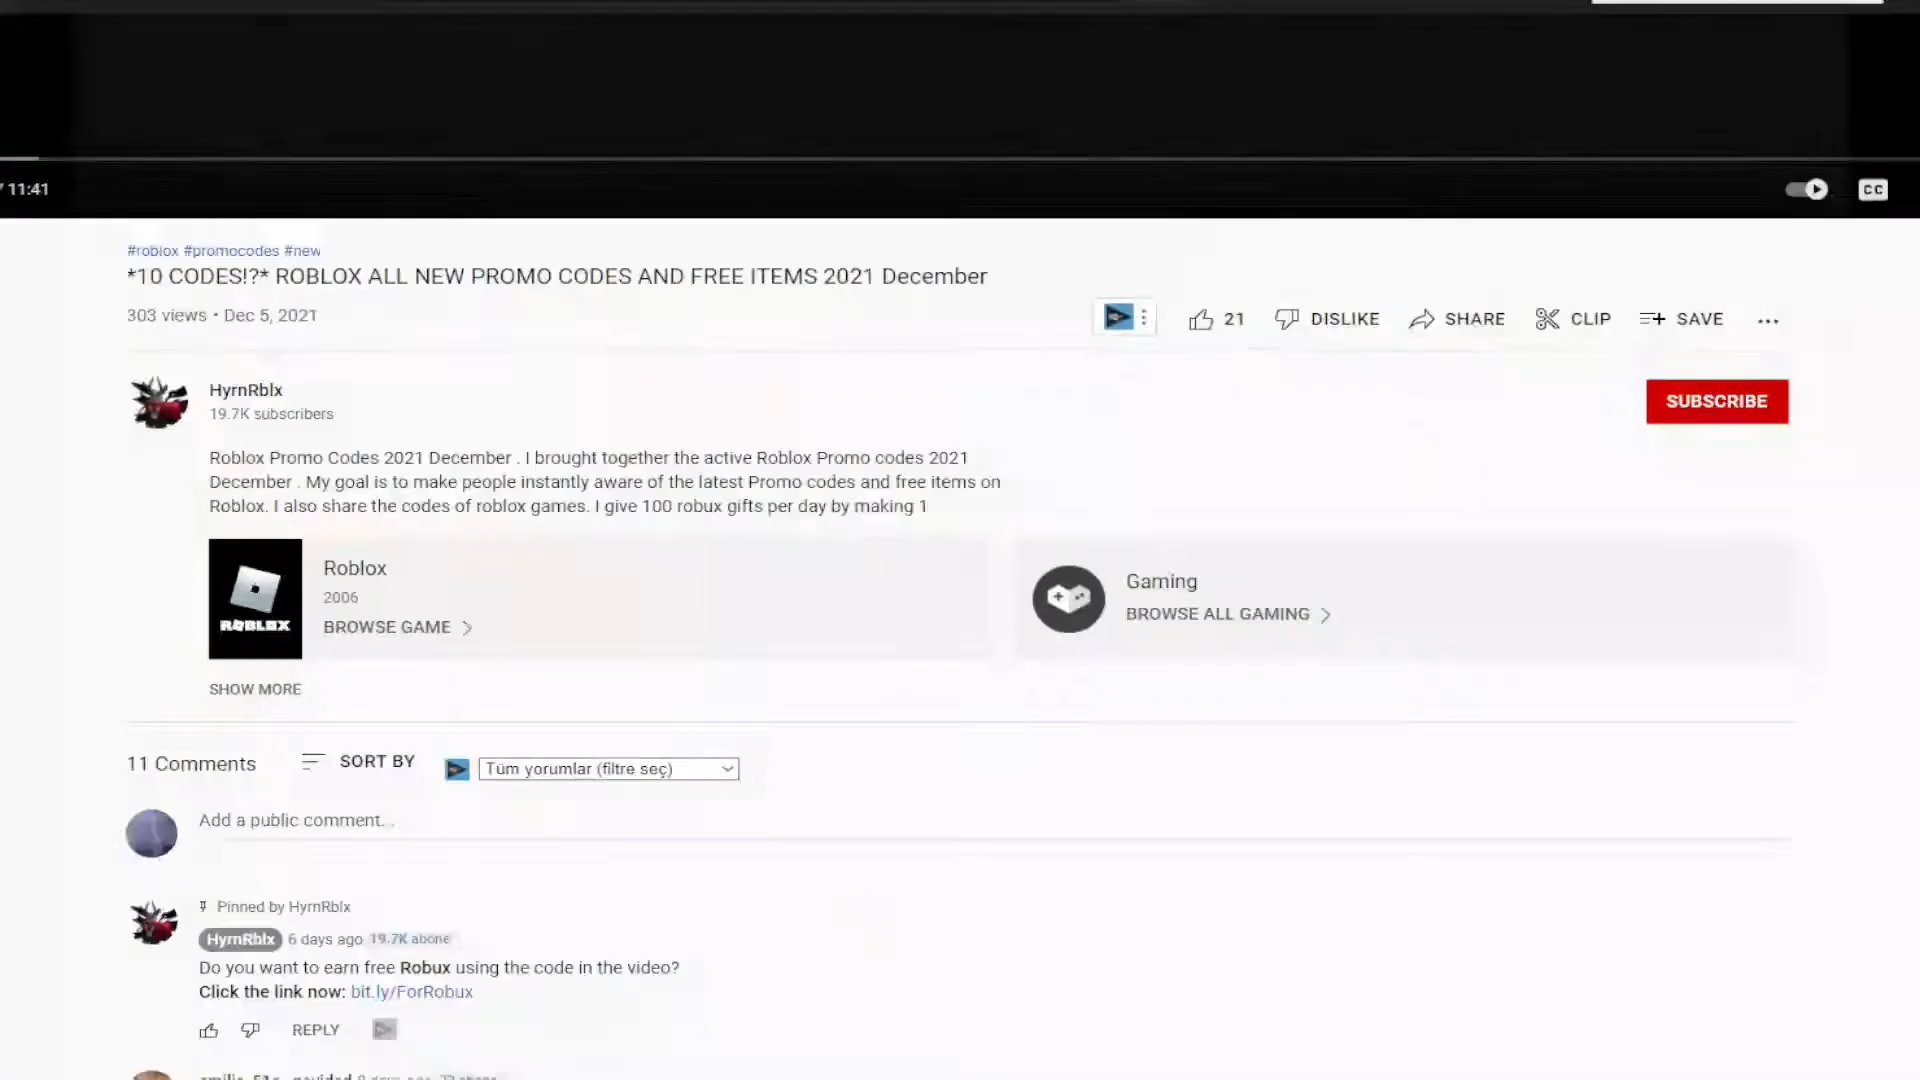 11:41
CC
#roblox #promocodes #new
*10 CODES!?* ROBLOX ALL NEW PROMO CODES AND FREE ITEMS 2021 December
303 views • Dec 5, 2021
21 DISLIKE SHARE CLIP SAVE
HyrnRblx
19.7K subscribers
SUBSCRIBE
Roblox Promo Codes 2021 December . I brought together the active Roblox Promo codes 2021
December . My goal is to make people instantly aware of the latest Promo codes and free items on
Roblox. I also share the codes of roblox games. I give 100 robux gifts per day by making 1
ROBLOX
Roblox
2006
BROWSE GAME
Gaming
BROWSE ALL GAMING
SHOW MORE
11 Comments SORT BY Tüm yorumlar (filtre seç)
Add a public comment...
Pinned by HyrnRblx
HyrnRblx 6 days ago 19.7K abone
Do you want to earn free Robux using the code in the video?
Click the link now: bit.ly/ForRobux
REPLY